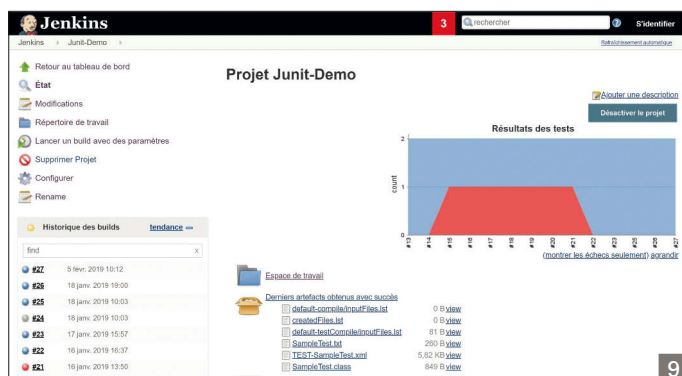 Jenkins
3
rechercher
S'identifier
Jenkins
Junit-Demo
Rafraîchissement automatique
Retour au tableau de bord
État
Modifications
Répertoire de travail
Lancer un build avec des paramètres
Supprimer Projet
Configurer
Rename
Projet Junit-Demo
Ajouter une description
Désactiver le projet
Résultats des tests
count
2
1
0
#13
#14
#15
#16
#17
#18
#19
#20
#21
#22
#23
#25
#26
#27
(montrer les échecs seulement) agrandir
Historique des builds
tendance
find
x
#27 5 févr. 2019 10:12
#26 18 janv. 2019 19:00
#25 18 janv. 2019 10:03
#24 18 janv. 2019 10:03
#23 17 janv. 2019 15:57
#22 16 janv. 2019 16:37
#21 16 janv. 2019 13:50
Espace de travail
Derniers artefacts obtenus avec succès
default-compile/inputFiles.lst 0 B view
createdFiles.lst 0 B view
default-testCompile/inputFiles.lst 81 B view
SampleTest.txt 260 B view
TEST-SampleTest.xml 5,82 KB view
SampleTest.class 849 B view
9